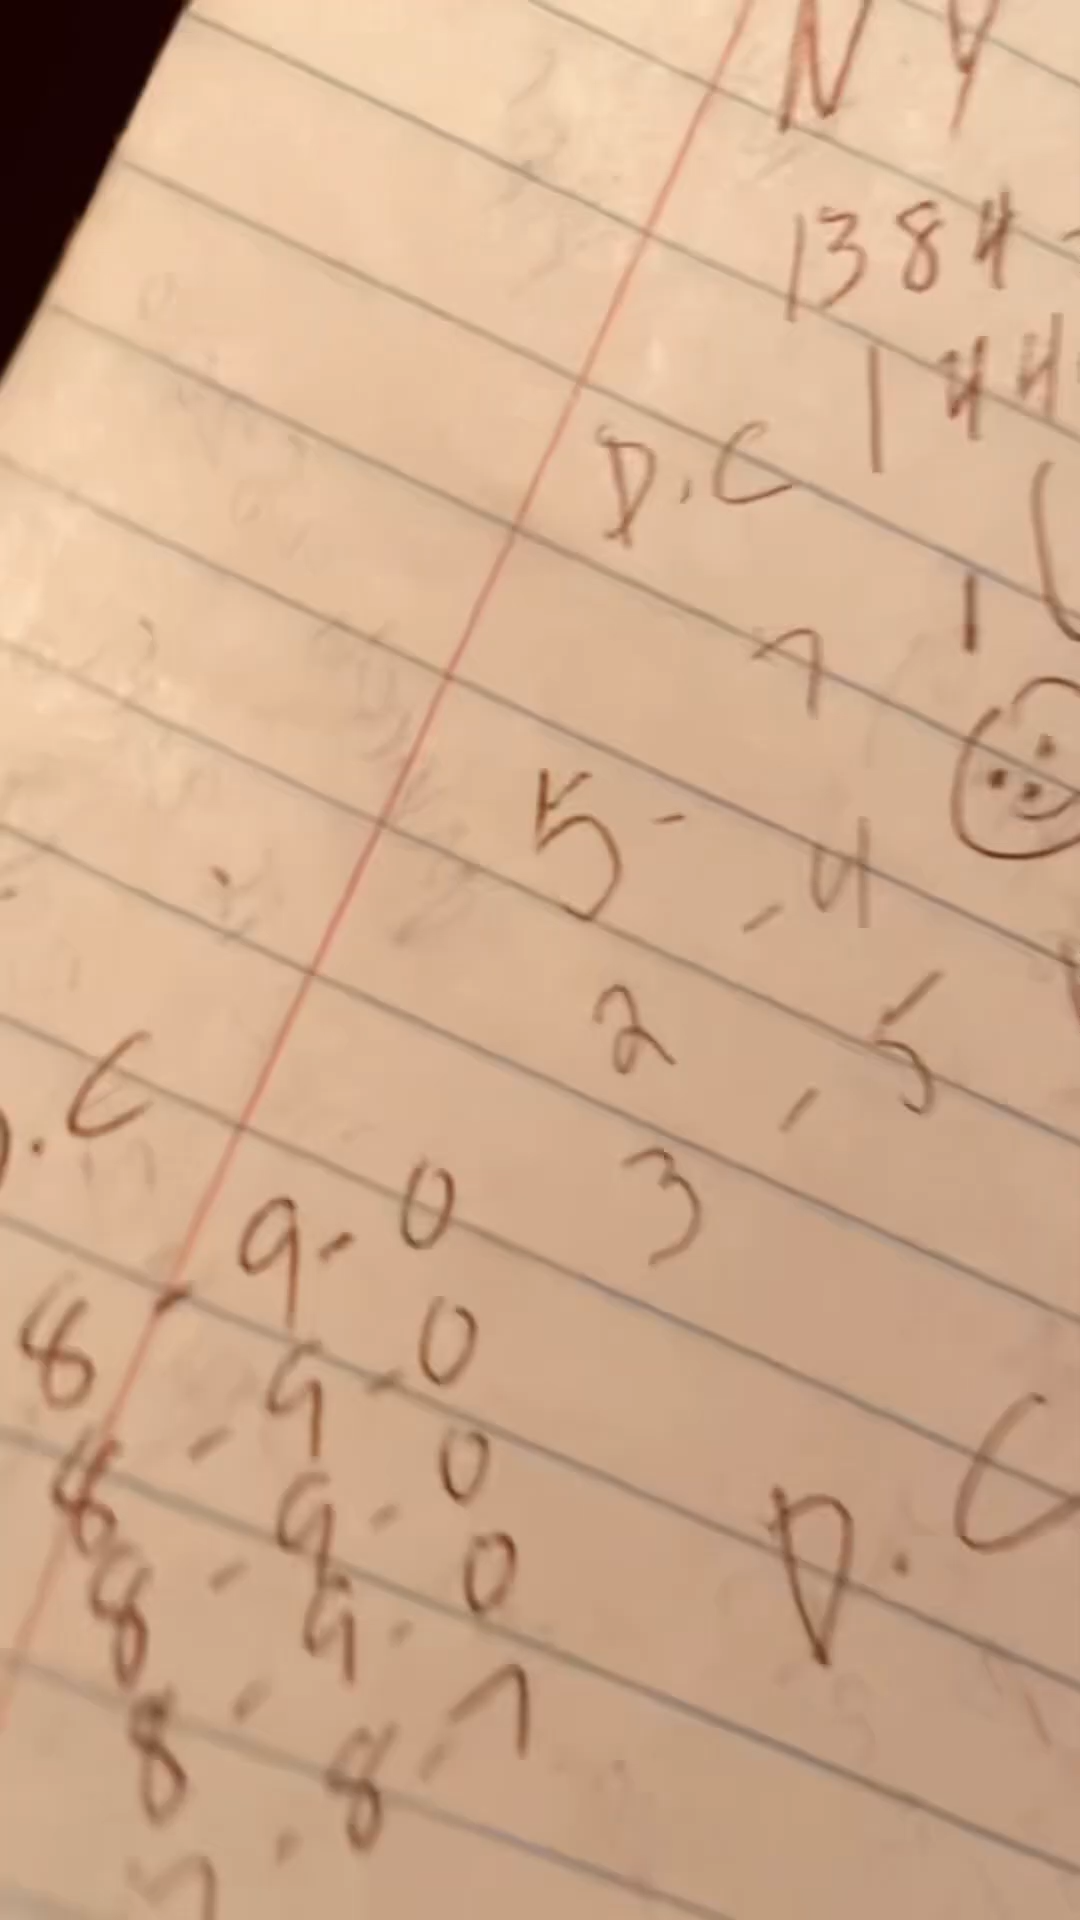 N Y
1384 -
144
D.C
1
7
5 - 4
2 - 5
- 3
.C
9 - 0
8 - 9 - 0
8 - 9 - 0
8 - 9 - 0
8 - 8 - 7
7 -
D.C